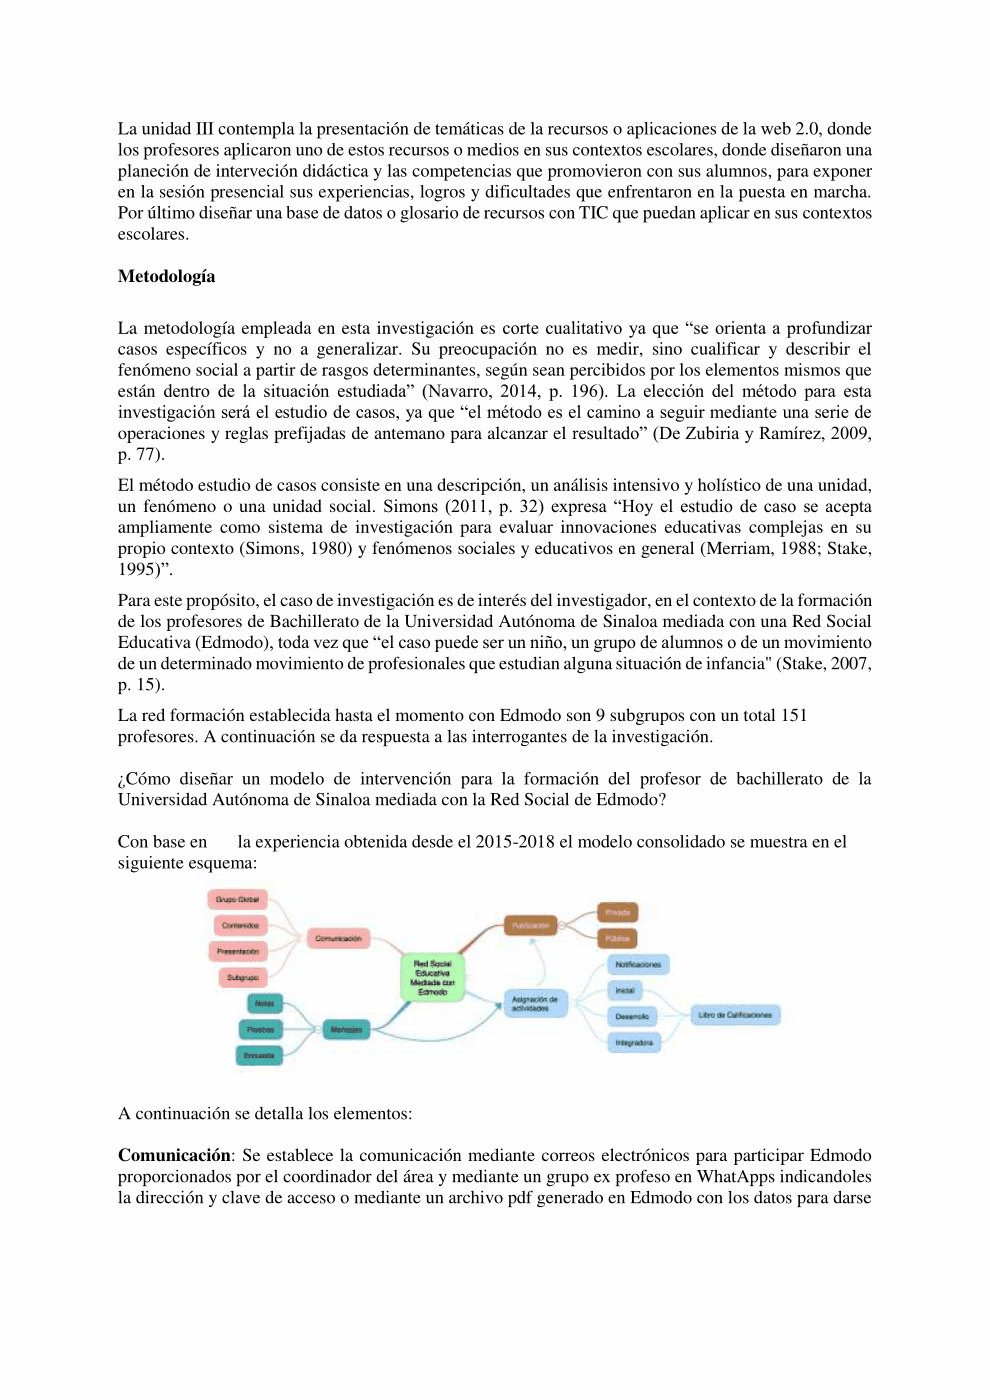 La unidad III contempla la presentación de temáticas de la recursos o aplicaciones de la web 2.0, donde
los profesores aplicaron uno de estos recursos o medios en sus contextos escolares, donde diseñaron una
planeción de interveción didáctica y las competencias que promovieron con sus alumnos, para exponer
en la sesión presencial sus experiencias, logros y dificultades que enfrentaron en la puesta en marcha.
Por último diseñar una base de datos o glosario de recursos con TIC que puedan aplicar en sus contextos
escolares.
Metodología
La metodología empleada en esta investigación es corte cualitativo ya que “se orienta a profundizar
casos específicos y no a generalizar. Su preocupación no es medir, sino cualificar y describir el
fenómeno social a partir de rasgos determinantes, según sean percibidos por los elementos mismos que
están dentro de la situación estudiada” (Navarro, 2014, p. 196). La elección del método para esta
investigación será el estudio de casos, ya que “el método es el camino a seguir mediante una serie de
operaciones y reglas prefijadas de antemano para alcanzar el resultado” (De Zubiria y Ramírez, 2009,
p. 77).
El método estudio de casos consiste en una descripción, un análisis intensivo y holístico de una unidad,
un fenómeno o una unidad social. Simons (2011, p. 32) expresa “Hoy el estudio de caso se acepta
ampliamente como sistema de investigación para evaluar innovaciones educativas complejas en su
propio contexto (Simons, 1980) y fenómenos sociales y educativos en general (Merriam, 1988; Stake,
1995)”.
Para este propósito, el caso de investigación es de interés del investigador, en el contexto de la formación
de los profesores de Bachillerato de la Universidad Autónoma de Sinaloa mediada con una Red Social
Educativa (Edmodo), toda vez que “el caso puede ser un niño, un grupo de alumnos o de un movimiento
de un determinado movimiento de profesionales que estudian alguna situación de infancia" (Stake, 2007,
p. 15).
La red formación establecida hasta el momento con Edmodo son 9 subgrupos con un total 151
profesores. A continuación se da respuesta a las interrogantes de la investigación.
¿Cómo diseñar un modelo de intervención para la formación del profesor de bachillerato de la
Universidad Autónoma de Sinaloa mediada con la Red Social de Edmodo?
Con base en la experiencia obtenida desde el 2015-2018 el modelo consolidado se muestra en el
siguiente esquema:
Grupo Global
Contenidos
Presentación
Subgrupo
Comunicación
Notas
Pruebas
Encuesta
Mensajes
Red Social
Educativa
Mediada con
Edmodo
Publicación
Privada
Pública
Asignación de
actividades
Notificaciones
Inicial
Desarrollo
Integradora
Libro de Calificaciones
A continuación se detalla los elementos:
Comunicación: Se establece la comunicación mediante correos electrónicos para participar Edmodo
proporcionados por el coordinador del área y mediante un grupo ex profeso en WhatApps indicandoles
la dirección y clave de acceso o mediante un archivo pdf generado en Edmodo con los datos para darse